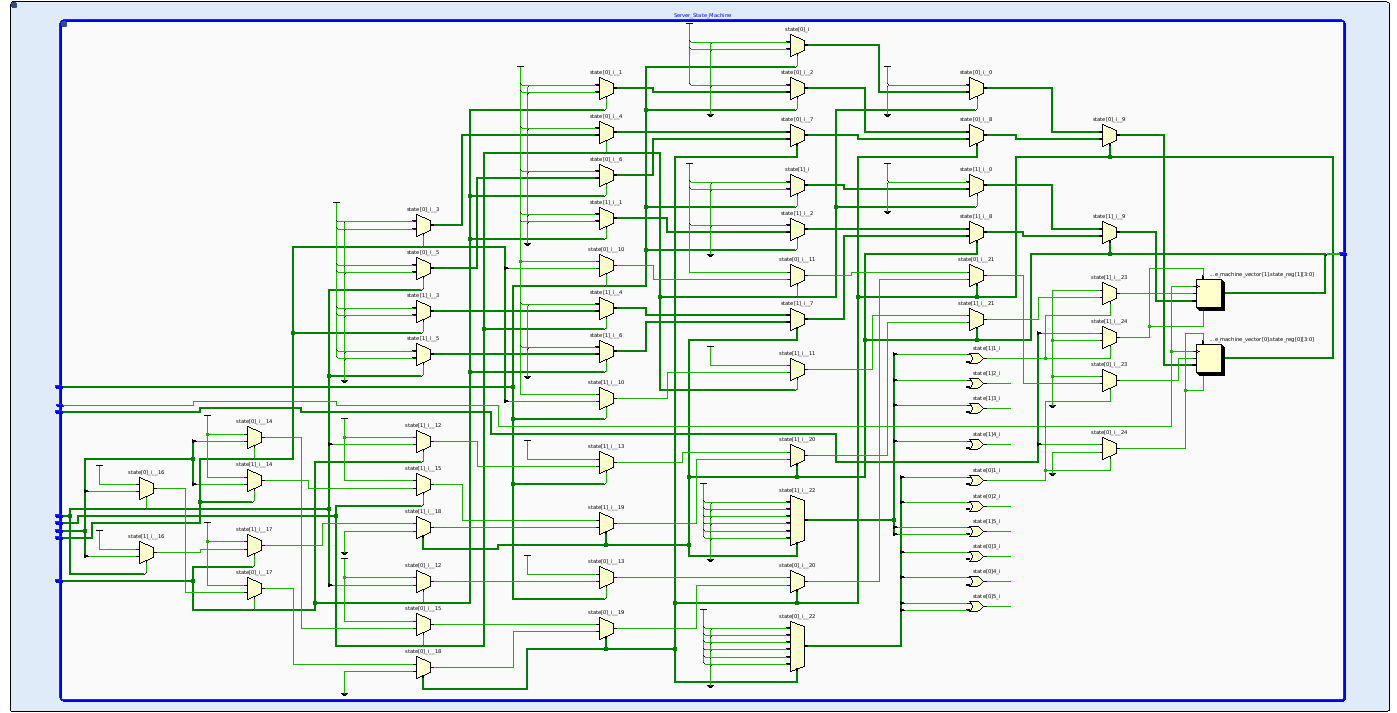 Server_State_Machine
state[0]_i
state[0]_i__1
state[0]_i__2
state[0]_i__0
state[0]_i__4
state[0]_i__7
state[0]_i__8
state[0]_i__9
state[0]_i__6
state[1]_i
state[1]_i__0
state[0]_i__3
state[1]_i__1
state[1]_i__2
state[1]_i__8
state[1]_i__9
state[0]_i__5
state[0]_i__10
state[0]_i__11
state[0]_i__21
state[1]_i__23
...e_machine_vector[1]state_reg[1][3:0]
state[1]_i__3
state[1]_i__4
state[1]_i__7
state[1]_i__21
state[1]_i__24
state[1]_i__5
state[1]_i__6
state[1]_i__11
state[1]1_i
...e_machine_vector[0]state_reg[0][3:0]
state[1]2_i
state[0]_i__23
state[1]_i__10
state[1]3_i
state[0]_i__14
state[1]_i__12
state[1]_i__13
state[1]_i__20
state[1]4_i
state[0]_i__24
state[0]_i__16
state[1]_i__14
state[1]_i__15
state[1]_i__22
state[0]1_i
state[0]2_i
state[1]_i__16
state[1]_i__17
state[1]_i__18
state[1]_i__19
state[1]5_i
state[0]3_i
state[0]_i__17
state[0]_i__12
state[0]_i__13
state[0]_i__20
state[0]4_i
state[0]_i__15
state[0]_i__19
state[0]_i__22
state[0]5_i
state[0]_i__18